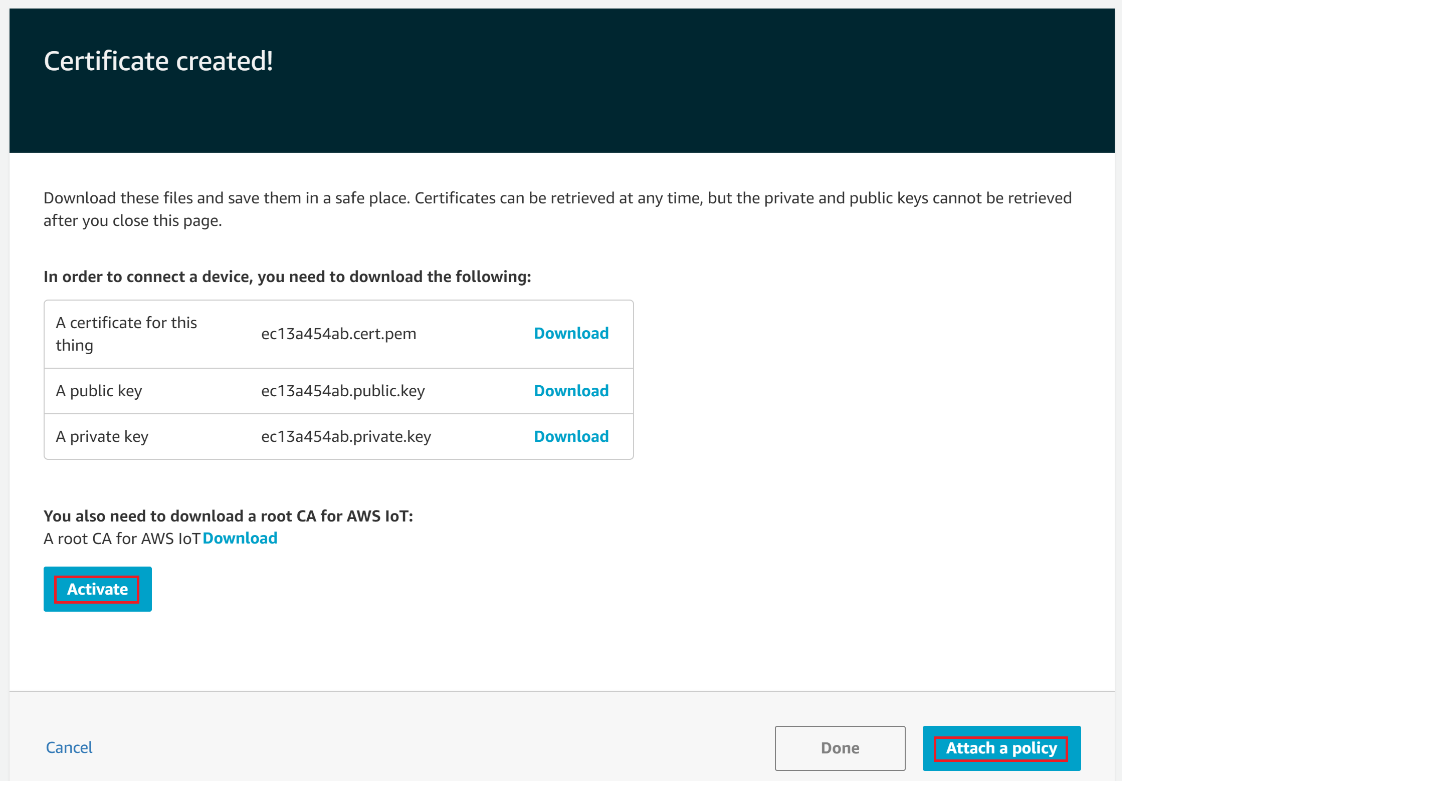 Certificate created!
Download these files and save them in a safe place. Certificates can be retrieved at any time, but the private and public keys cannot be retrieved
after you close this page.
In order to connect a device, you need to download the following:
A certificate for this
thing
ec13a454ab.cert.pem
Download
A public key
ec13a454ab.public.key
Download
A private key
ec13a454ab.private.key
Download
You also need to download a root CA for AWS IoT:
A root CA for AWS IoT Download
Activate
Cancel
Done
Attach a policy